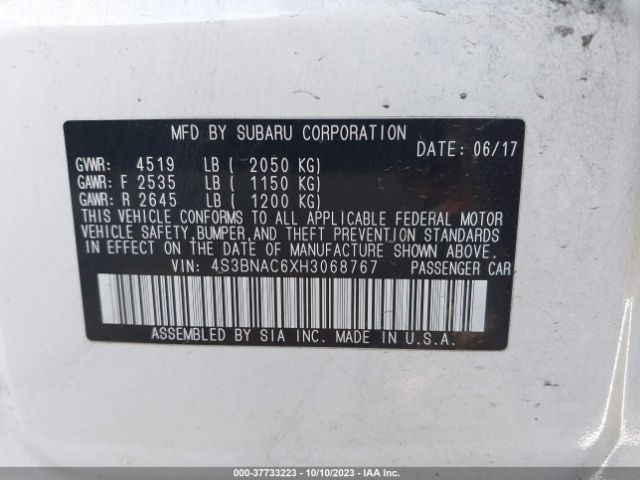 MFD BY SUBARU CORPORATION
DATE: 06/17
GVWR: 4519 LB ( 2050 KG)
GAWR: F 2535 LB ( 1150 KG)
GAWR: R 2645 LB ( 1200 KG)
THIS VEHICLE CONFORMS TO ALL APPLICABLE FEDERAL MOTOR
VEHICLE SAFETY,BUMPER,AND THEFT PREVENTION STANDARDS
IN EFFECT ON THE DATE OF MANUFACTURE SHOWN ABOVE.
VIN: 4S3BNAC6XH3068767 PASSENGER CAR
ASSEMBLED BY SIA INC. MADE IN U.S.A.
000-37733223 - 10/10/2023 - IAA Inc.